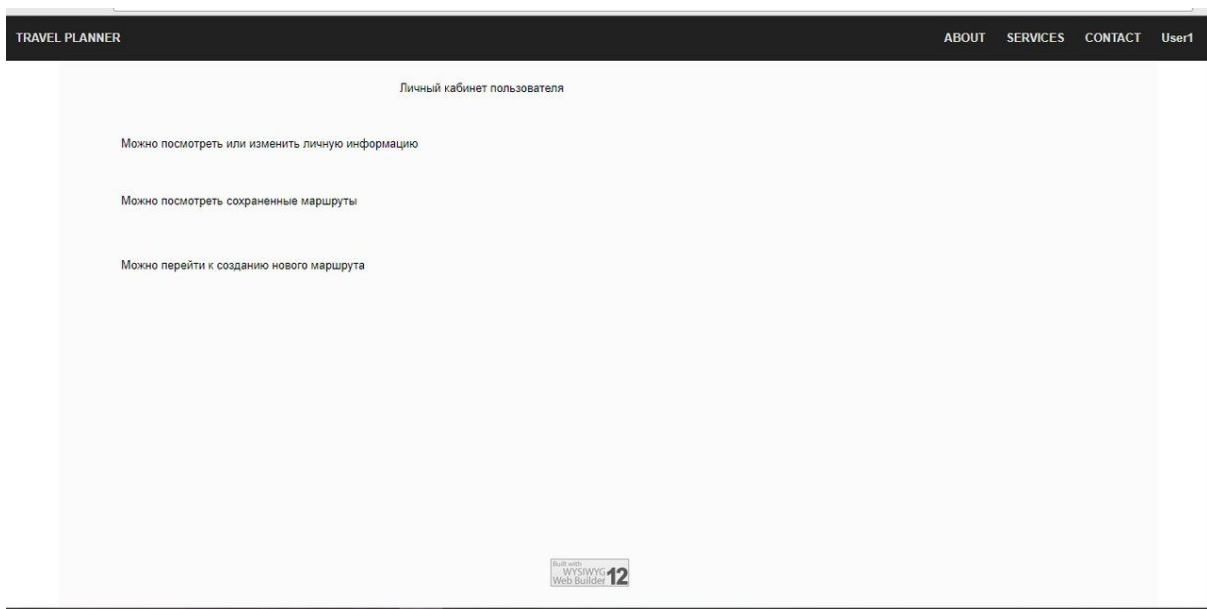 TRAVEL PLANNER
ABOUT SERVICES CONTACT User1
Личный кабинет пользователя
Можно посмотреть или изменить личную информацию
Можно посмотреть сохраненные маршруты
Можно перейти к созданию нового маршрута
Built with
WYSIWYG
Web Builder 12